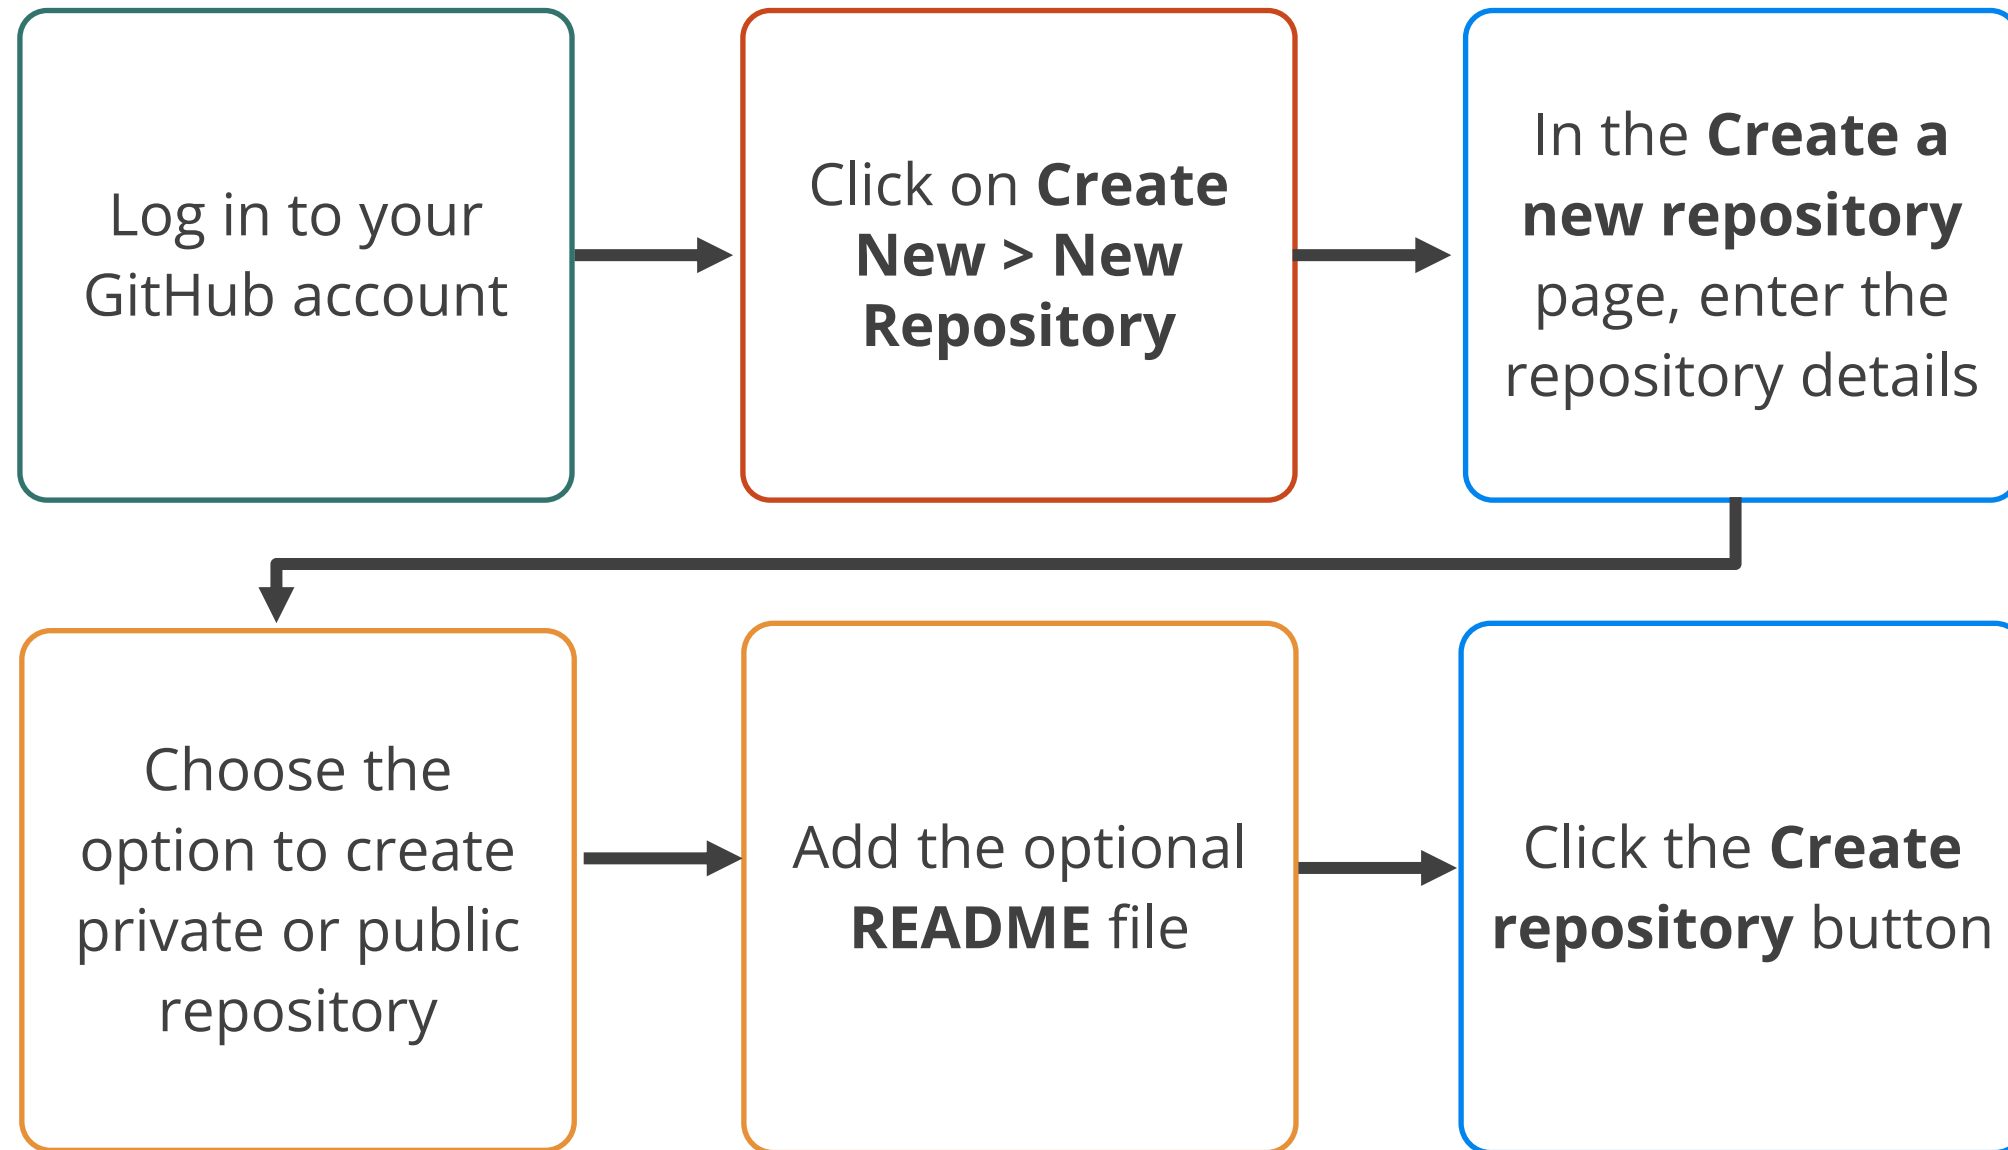 Log in to your
GitHub account
Click on Create
New > New
Repository
In the Create a
new repository
page, enter the
repository details
Choose the
option to create
private or public
repository
Add the optional
README file
Click the Create
repository button